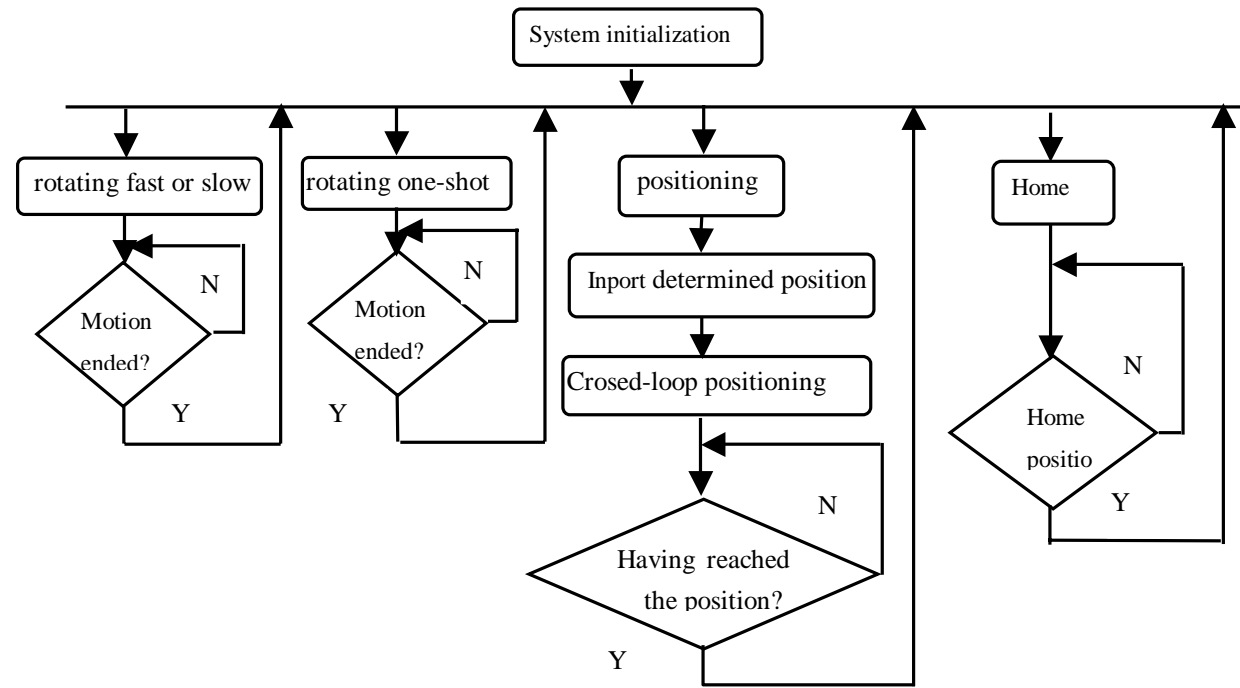 System initialization
rotating fast or slow
rotating one-shot
positioning
Home
Inport determined position
Crosed-loop positioning
N
Motion
ended?
Y
N
Motion
ended?
Y
N
Having reached
the position?
Y
N
Home
positio
Y